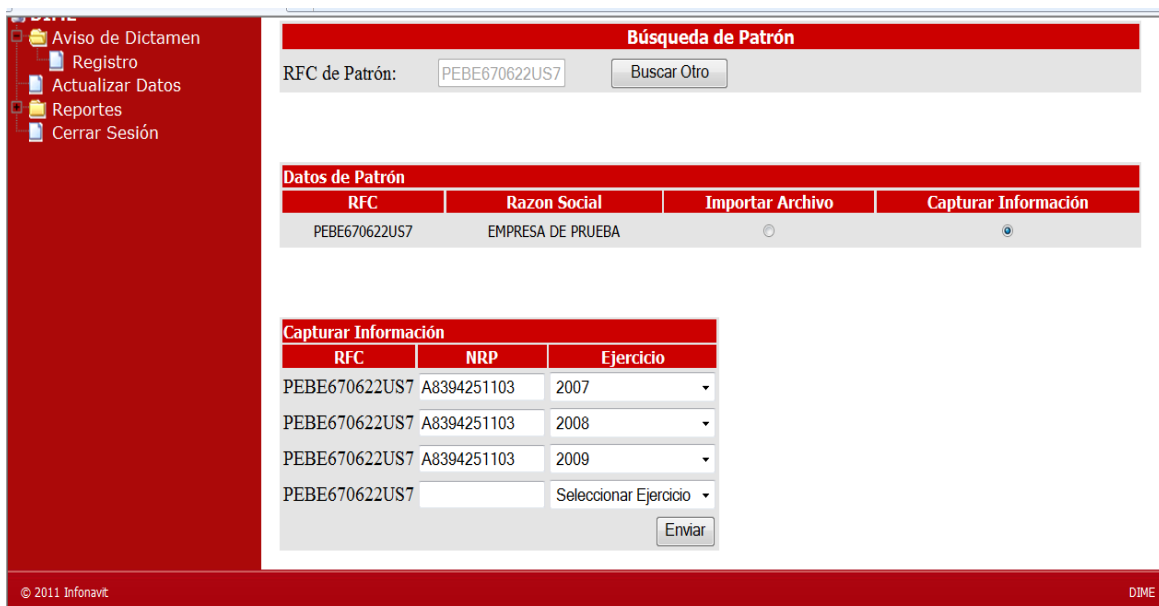 DIME
Aviso de Dictamen
Registro
Actualizar Datos
Reportes
Cerrar Sesión
Búsqueda de Patrón
RFC de Patrón: PEBE670622US7 Buscar Otro
Datos de Patrón
RFC Razon Social Importar Archivo Capturar Información
PEBE670622US7 EMPRESA DE PRUEBA
Capturar Información
RFC NRP Ejercicio
PEBE670622US7 A8394251103 2007
PEBE670622US7 A8394251103 2008
PEBE670622US7 A8394251103 2009
PEBE670622US7 Seleccionar Ejercicio
Enviar
© 2011 Infonavit DIME